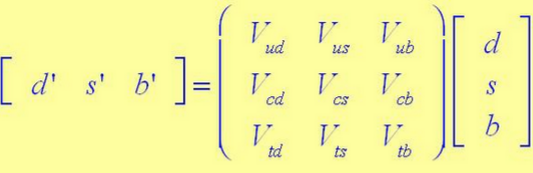 [ d' s' b' ] = ( V_ud V_us V_ub ) [ d ]
( V_cd V_cs V_cb ) [ s ]
( V_td V_ts V_tb ) [ b ]